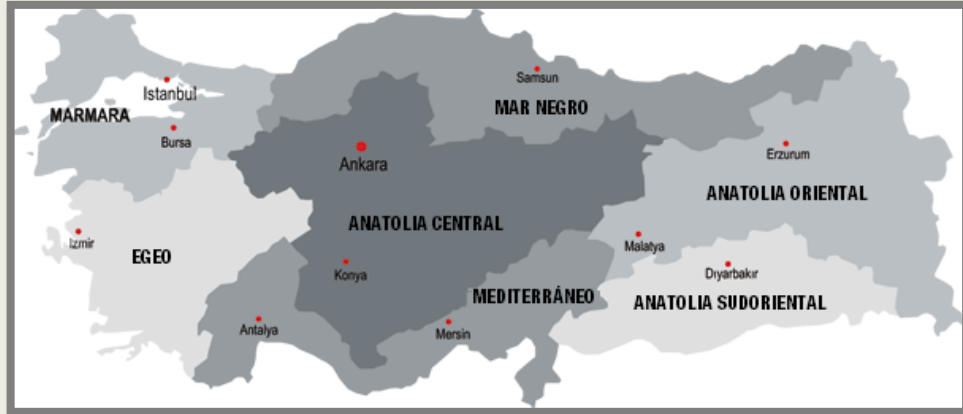 Samsun
Istanbul
MARMARA
MAR NEGRO
Bursa
Erzurum
Ankara
ANATOLIA ORIENTAL
ANATOLIA CENTRAL
Izmir
Malatya
EGEO
Konya
Dıyarbakır
MEDITERRÁNEO
ANATOLIA SUDORIENTAL
Antalya
Mersin